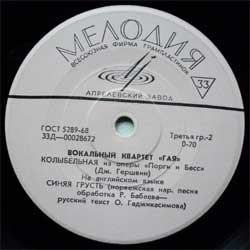 МЕЛОДИЯ
ВСЕСОЮЗНАЯ ФИРМА ГРАМПЛАСТИНОК
33
АПРЕЛЕВСКИЙ ЗАВОД
ГОСТ 5289-68
33Д—00028672
Третья гр.-2
0-70
ВОКАЛЬНЫЙ КВАРТЕТ «ГАЯ»
КОЛЫБЕЛЬНАЯ из оперы «Порги и Бесс»
(Дж. Гершвин)
На английском языке
СИНЯЯ ГРУСТЬ (норвежская нар. песня
обработка Р. Бабаева—
русский текст О. Гаджикасимова)